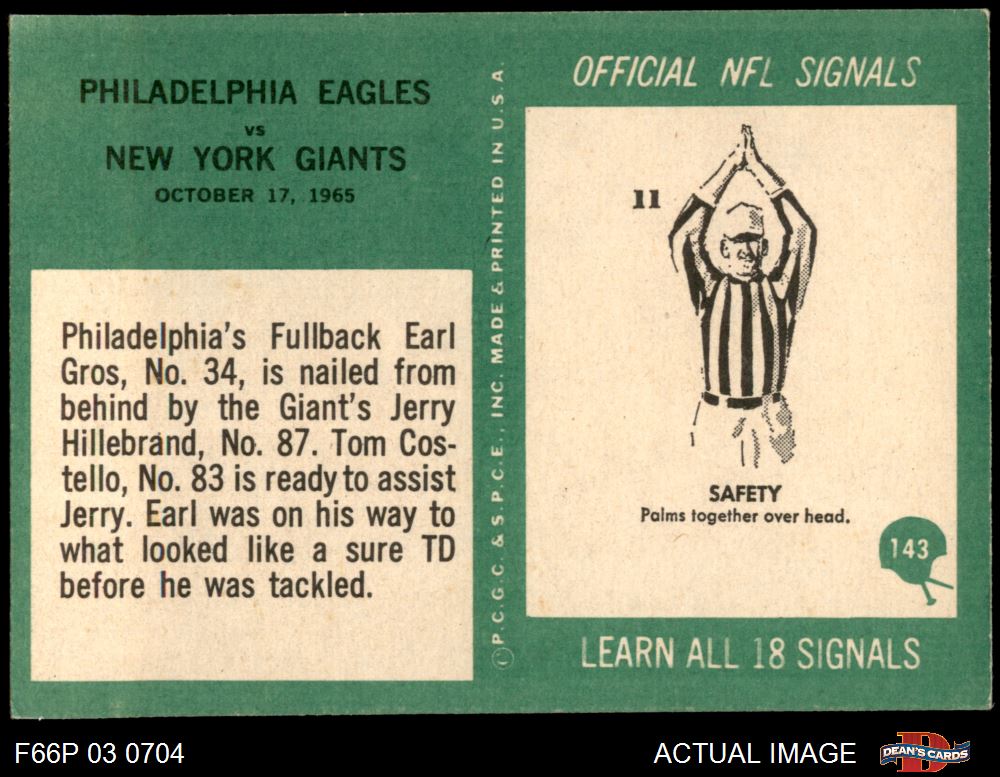 PHILADELPHIA EAGLES
vs
NEW YORK GIANTS
OCTOBER 17, 1965
Philadelphia's Fullback Earl
Gros, No. 34, is nailed from
behind by the Giant's Jerry
Hillebrand, No. 87. Tom Cos-
tello, No. 83 is ready to assist
Jerry. Earl was on his way to
what looked like a sure TD
before he was tackled.
© P.C.G.C. & S.P.C.E., INC. MADE & PRINTED IN U.S.A.
OFFICIAL NFL SIGNALS
11
SAFETY
Palms together over head.
143
LEARN ALL 18 SIGNALS
F66P 03 0704
ACTUAL IMAGE
D
DEAN'S CARDS